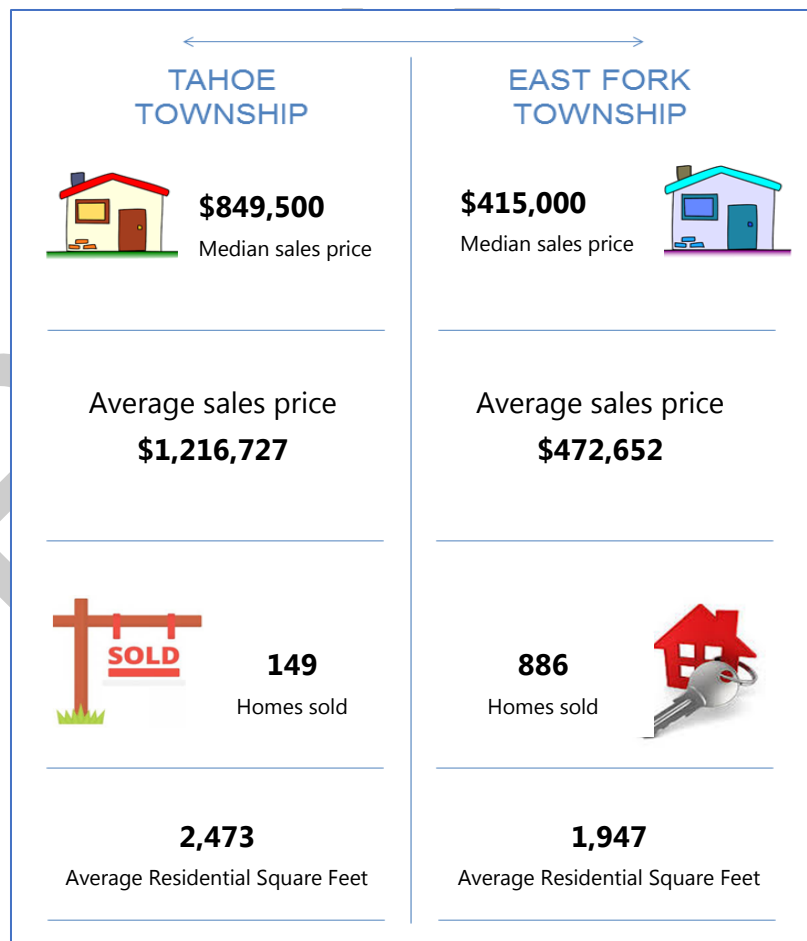 TAHOE
TOWNSHIP
$849,500
Median sales price
Average sales price
$1,216,727
SOLD
149
Homes sold
2,473
Average Residential Square Feet
EAST FORK
TOWNSHIP
$415,000
Median sales price
Average sales price
$472,652
886
Homes sold
1,947
Average Residential Square Feet